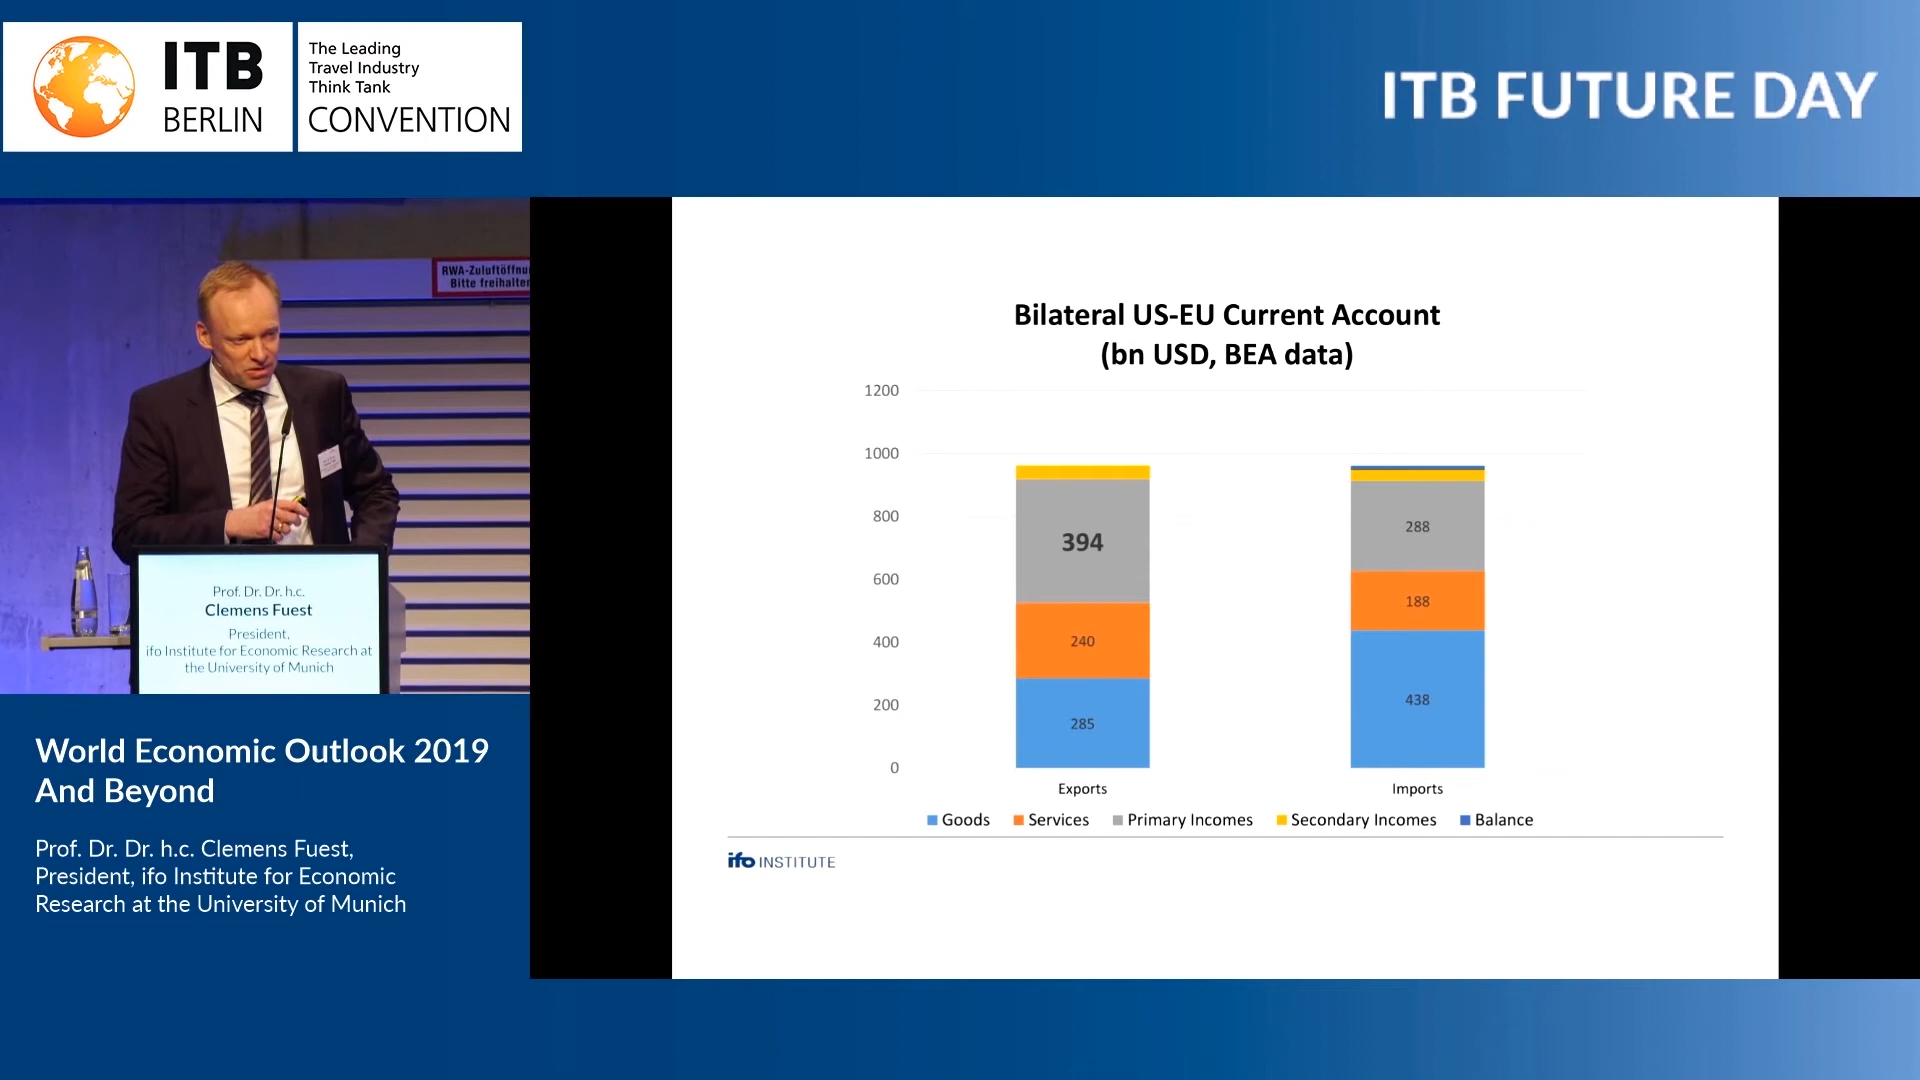 ITB
BERLIN
The Leading
Travel Industry
Think Tank
CONVENTION
ITB FUTURE DAY
RWA-Zuluftöffnu
Bitte freihalten
Prof. Dr. Dr. h.c.
Clemens Fuest
President,
ifo Institute for Economic Research at
the University of Munich
World Economic Outlook 2019
And Beyond
Prof. Dr. Dr. h.c. Clemens Fuest,
President, ifo Institute for Economic
Research at the University of Munich
Bilateral US-EU Current Account
(bn USD, BEA data)
1200
1000
800
600
400
200
0
394
240
285
288
188
438
Exports
Imports
Goods
Services
Primary Incomes
Secondary Incomes
Balance
ifo INSTITUTE